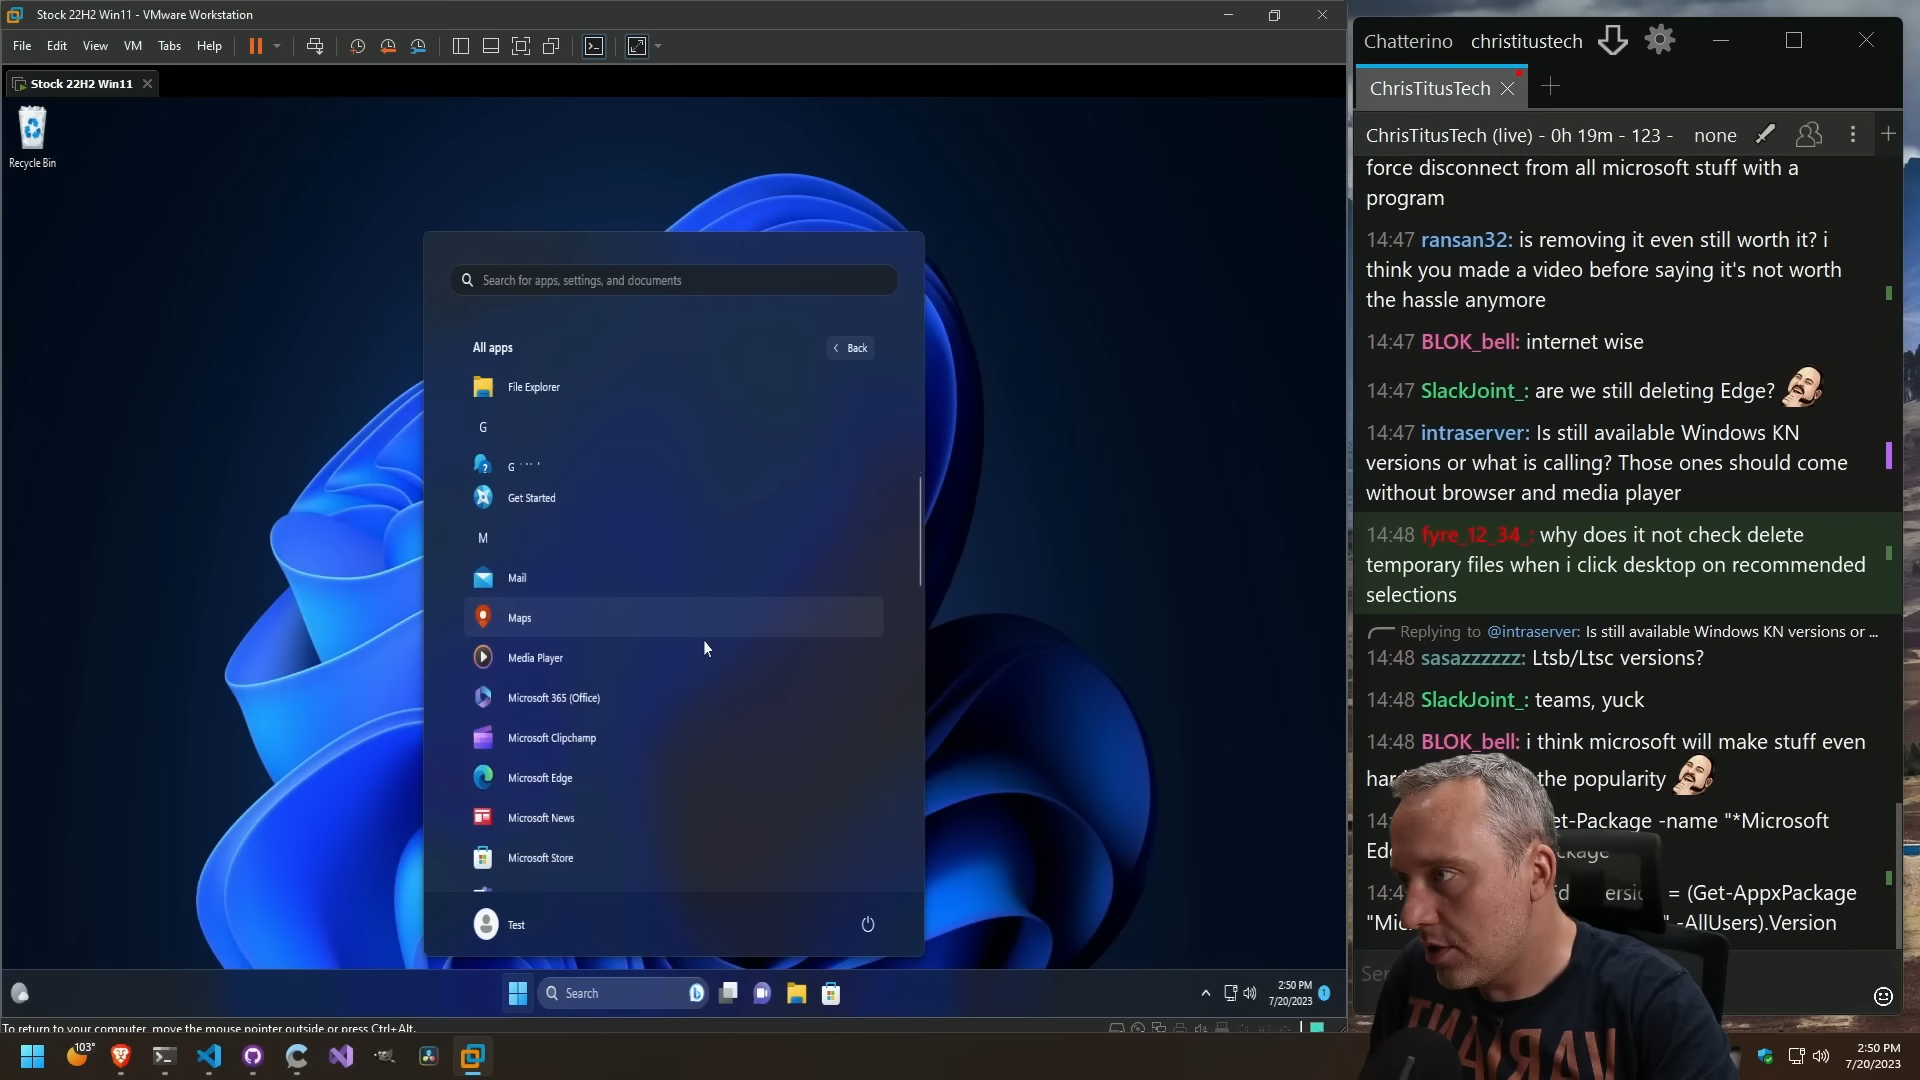 Stock 22H2 Win11 - VMware Workstation
File Edit View VM Tabs Help
Stock 22H2 Win11
Recycle Bin
Search for apps, settings, and documents
All apps
Back
File Explorer
G
G
Get Started
M
Mail
Maps
Media Player
Microsoft 365 (Office)
Microsoft Clipchamp
Microsoft Edge
Microsoft News
Microsoft Store
Test
Search
2:50 PM
7/20/2023
1
To return to your computer, move the mouse pointer outside or press Ctrl+Alt.
103°
2:50 PM
7/20/2023
Chatterino christitustech
ChrisTitusTech
ChrisTitusTech (live) - 0h 19m - 123 - none
force disconnect from all microsoft stuff with a
program
14:47 ransan32: is removing it even still worth it? i
think you made a video before saying it's not worth
the hassle anymore
14:47 BLOK_bell: internet wise
14:47 SlackJoint_: are we still deleting Edge?
14:47 intraserver: Is still available Windows KN
versions or what is calling? Those ones should come
without browser and media player
14:48 fyre_12_34_: why does it not check delete
temporary files when i click desktop on recommended
selections
Replying to @intraserver: Is still available Windows KN versions or ...
14:48 sasazzzzzz: Ltsb/Ltsc versions?
14:48 SlackJoint_: teams, yuck
14:48 BLOK_bell: i think microsoft will make stuff even
the popularity
-name "*Microsoft
= (Get-AppxPackage
-AllUsers).Version